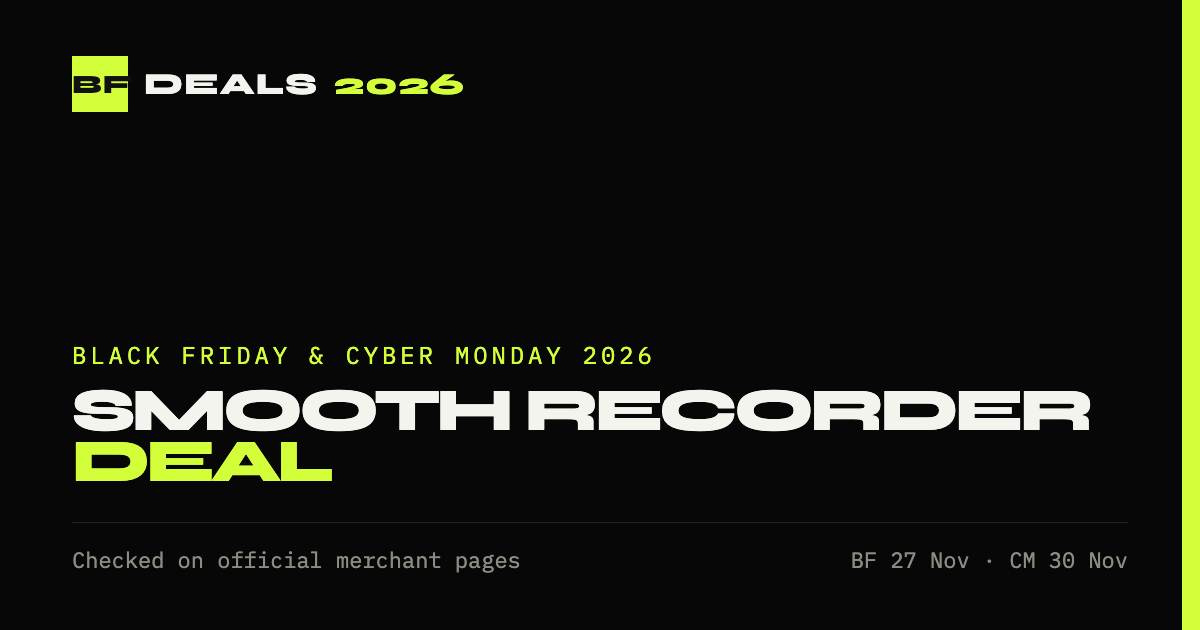 BF DEALS 2026
BLACK FRIDAY & CYBER MONDAY 2026
SMOOTH RECORDER
DEAL
Checked on official merchant pages
BF 27 Nov · CM 30 Nov